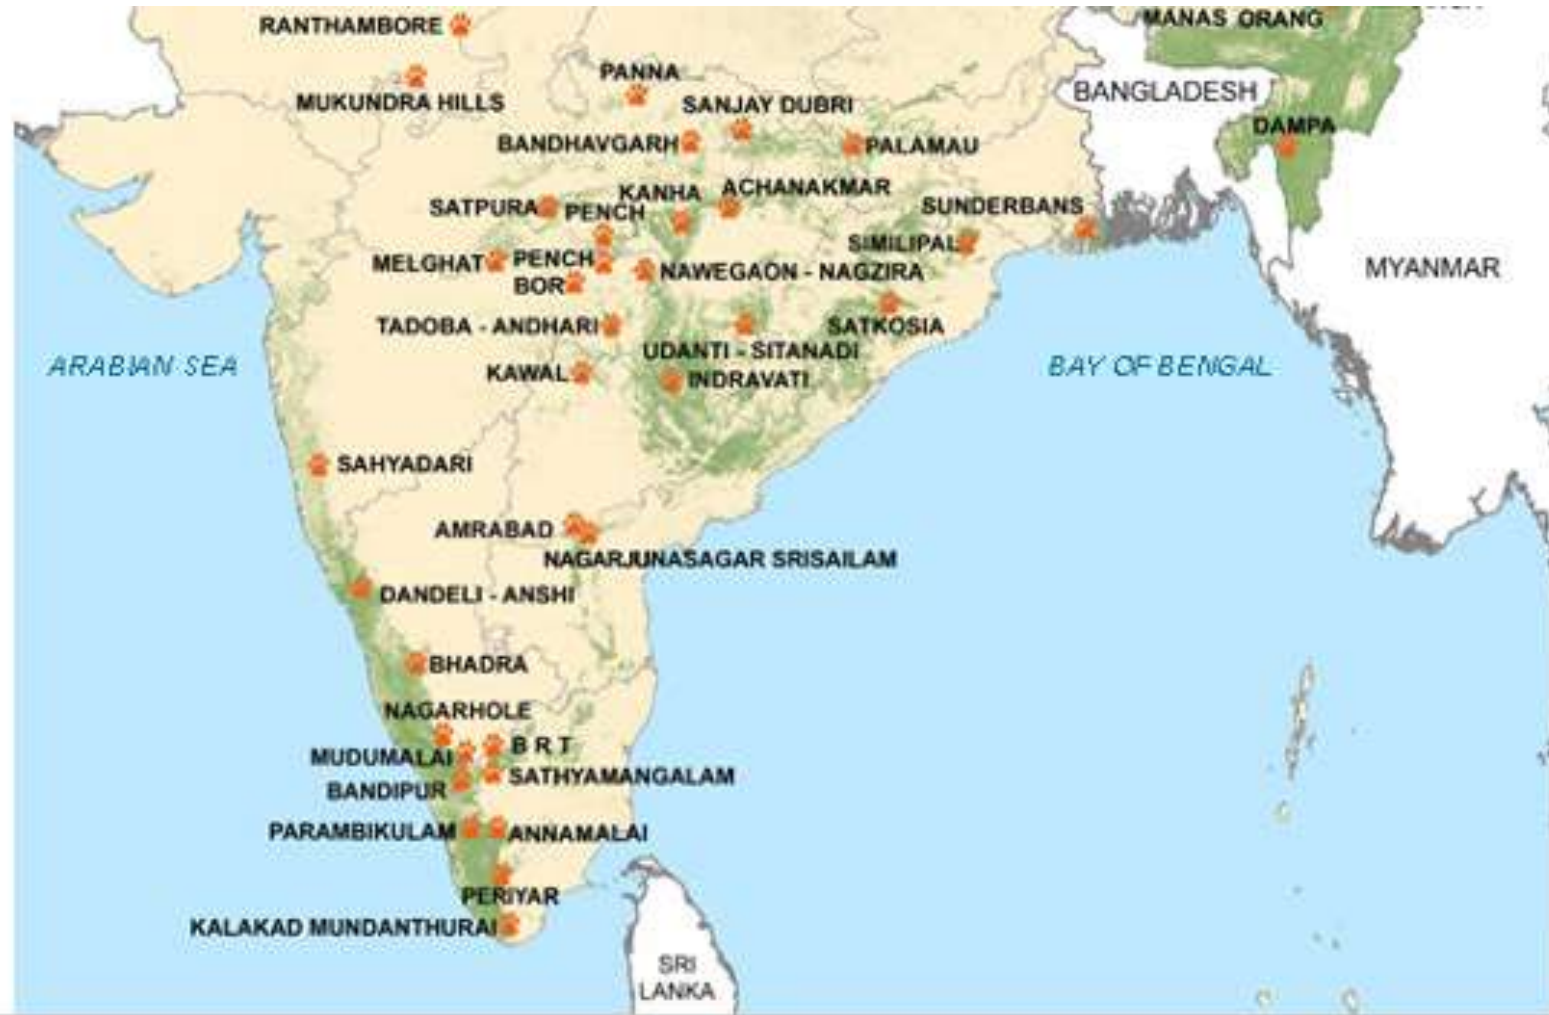 MANAS ORANG
RANTHAMBORE
PANNA
BANGLADESH
MUKUNDRA HILLS
SANJAY DUBRI
DAMPA
BANDHAVGARH
PALAMAU
KANHA
ACHANAKMAR
SATPURA
PENCH
SUNDERBANS
SIMILIPAL
MELGHAT
PENCH
NAWEGAON - NAGZIRA
MYANMAR
BOR
TADOBA - ANDHARI
SATKOSIA
UDANTI - SITANADI
ARABIAN SEA
BAY OF BENGAL
KAWAL
INDRAVATI
SAHYADARI
AMRABAD
NAGARJUNASAGAR SRISAILAM
DANDELI - ANSHI
BHADRA
NAGARHOLE
B R T
MUDUMALAI
SATHYAMANGALAM
BANDIPUR
PARAMBIKULAM
ANNAMALAI
PERIYAR
KALAKAD MUNDANTHURAI
SRI
LANKA